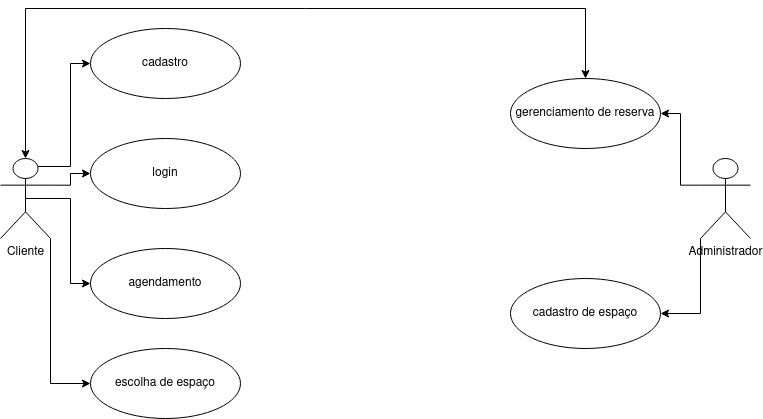 cadastro
gerenciamento de reserva
login
Cliente
Administrador
agendamento
cadastro de espaço
escolha de espaço